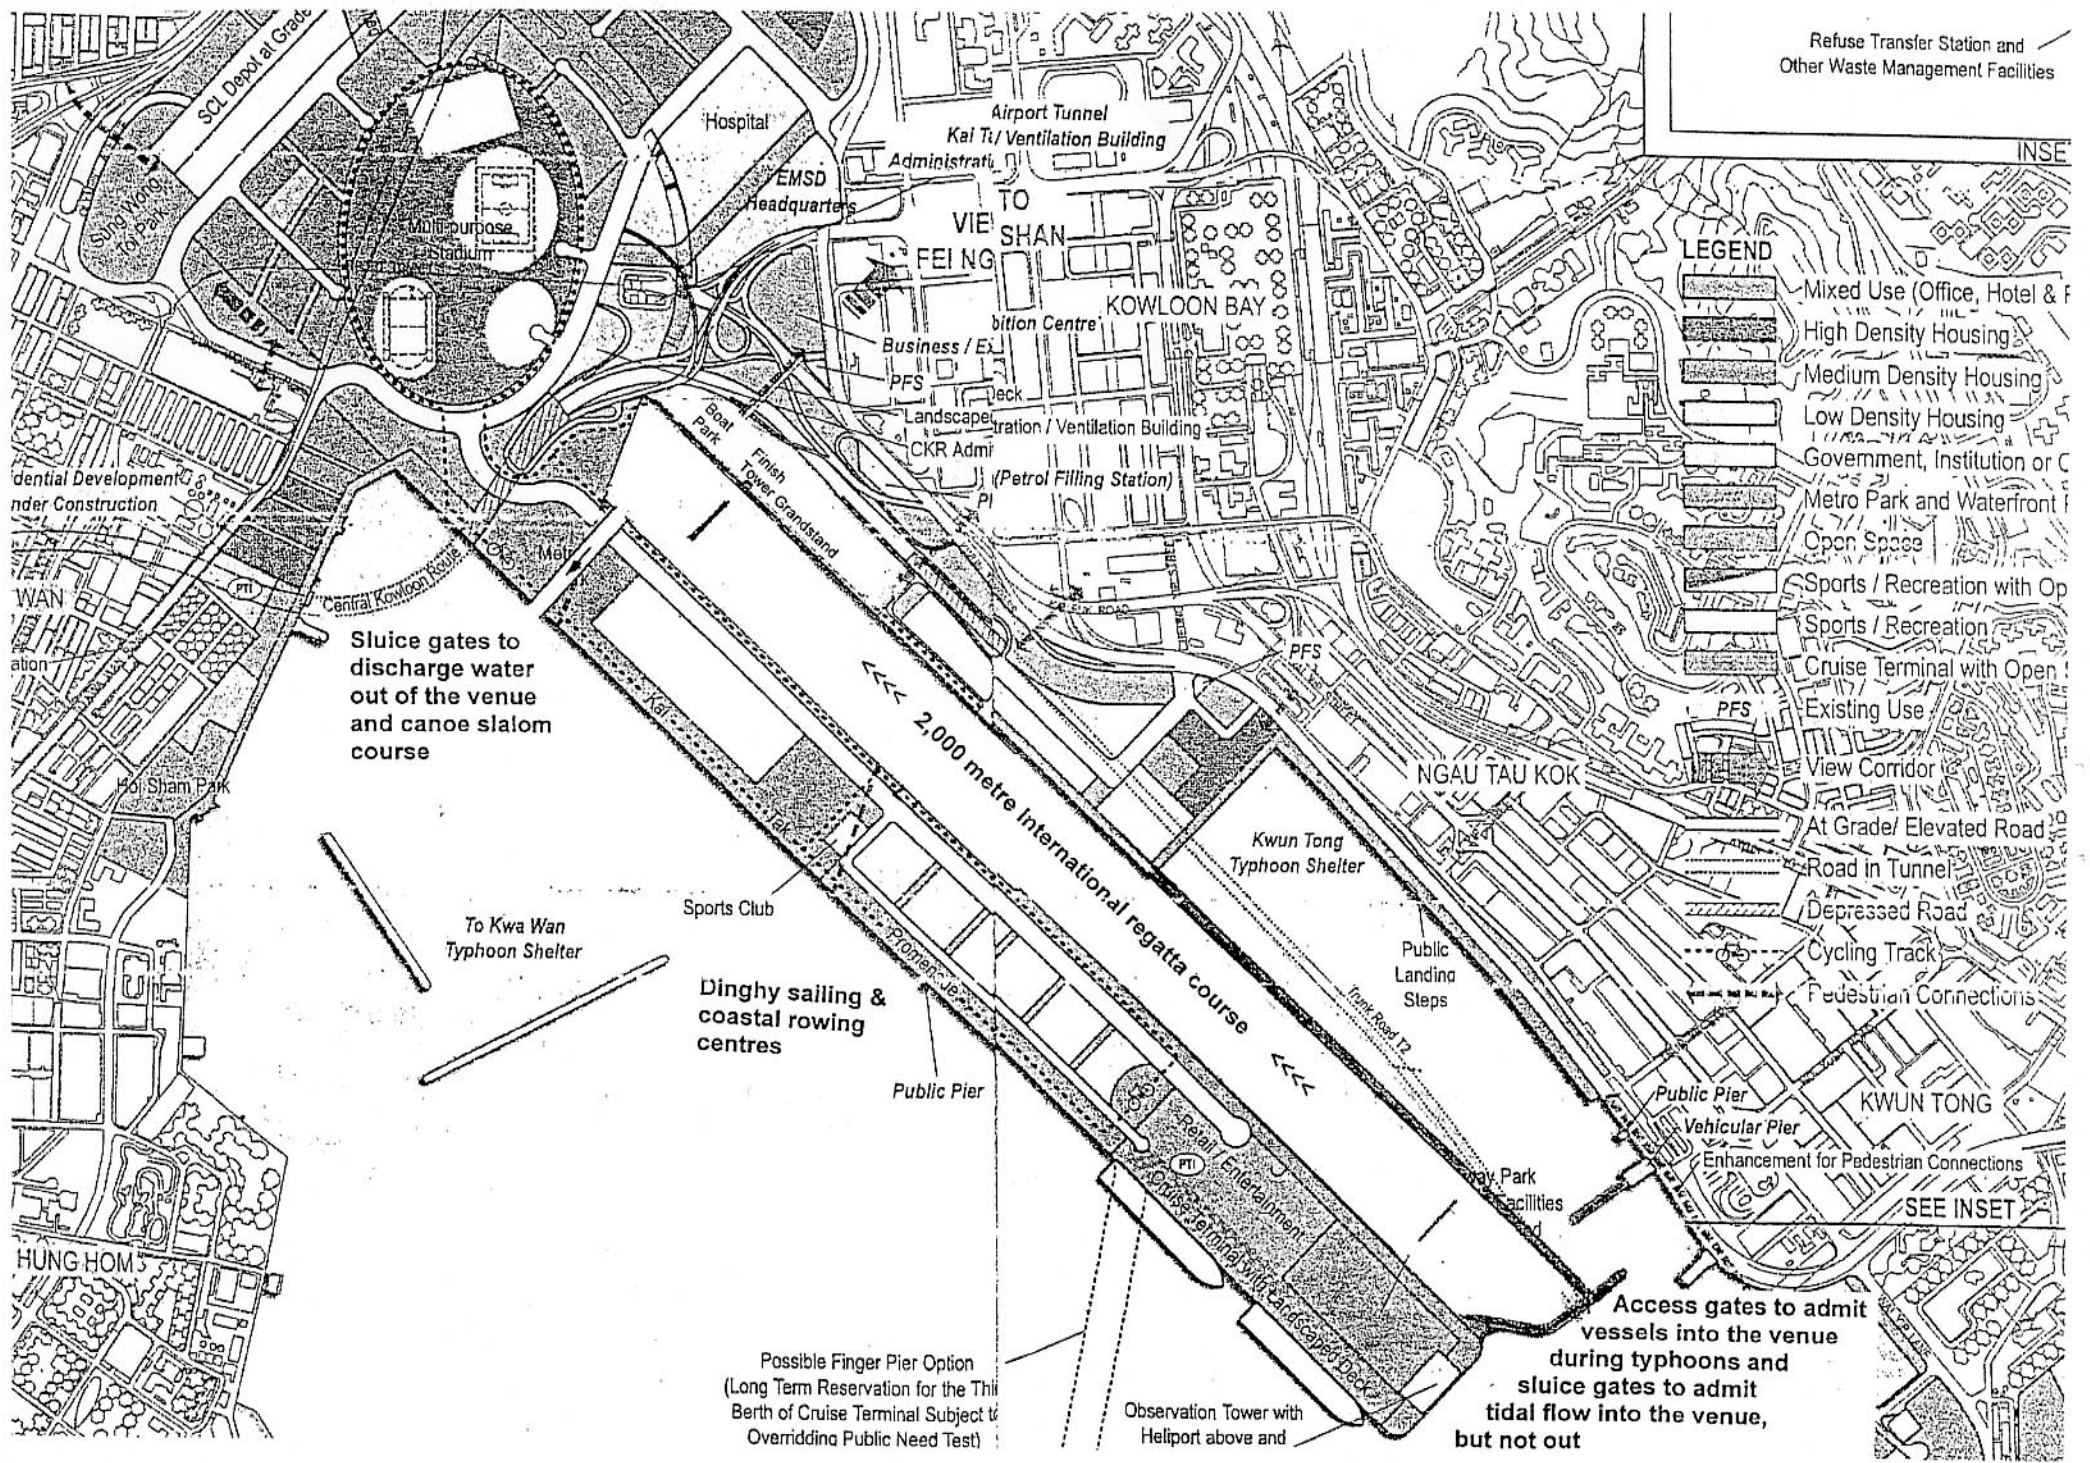 Refuse Transfer Station and
Other Waste Management Facilities
INSE
SCL Depot at Grade
Hospital
Airport Tunnel
Kai T / Ventilation Building
Administrati
EMSD
Headquarters
TO
VIE
SHAN
FEI NG
Sung Wong
Toi Park
Multi-purpose
Stadium
KOWLOON BAY
bition Centre
Business / Ex
PFS
Deck
Landscape
tration / Ventilation Building
CKR Admi
(Petrol Filling Station)
Pl
Boat
Park
Finish
Tower Grandstand
LEGEND
Mixed Use (Office, Hotel & R
High Density Housing
Medium Density Housing
Low Density Housing
Government, Institution or C
Metro Park and Waterfront
Open Space
Sports / Recreation with Op
Sports / Recreation
Cruise Terminal with Open
PFS
Existing Use
View Corridor
At Grade/ Elevated Road
Road in Tunnel
Depressed Road
Cycling Track
Pedestrian Connections
dential Development
nder Construction
WAN
PTI
Central Kowloon Route
Metr
ation
Sluice gates to
discharge water
out of the venue
and canoe slalom
course
Hoi Sham Park
PFS
<<<< 2,000 metre International regatta course <<<<
NGAU TAU KOK
Kwun Tong
Typhoon Shelter
Kai
Tak
Promenade
Sports Club
To Kwa Wan
Typhoon Shelter
Public
Landing
Steps
Dinghy sailing &
coastal rowing
centres
Trunk Road T2
Public Pier
Public Pier
KWUN TONG
Vehicular Pier
Enhancement for Pedestrian Connections
SEE INSET
Retail / Entertainment
PTI
Cruise Terminal with Landscaped Deck
way Park
Facilities
HUNG HOM
Access gates to admit
vessels into the venue
during typhoons and
sluice gates to admit
tidal flow into the venue,
but not out
Possible Finger Pier Option
(Long Term Reservation for the Thi
Berth of Cruise Terminal Subject to
Overridding Public Need Test)
Observation Tower with
Heliport above and